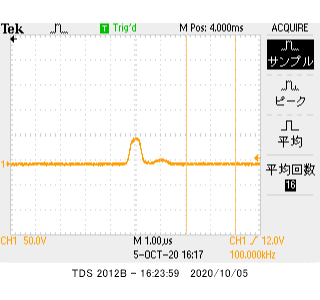 Tek T Trig'd M Pos: 4.000ms ACQUIRE
サンプル
ピーク
平均
平均回数
16
1
CH1 50.0V M 1.00µs CH1 / 12.0V
5-OCT-20 16:17 100.000kHz
TDS 2012B - 16:23:59 2020/10/05